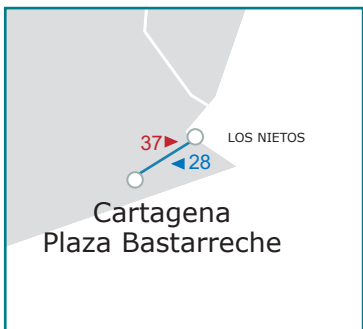 LOS NIETOS
37►
◄28
Cartagena
Plaza Bastarreche